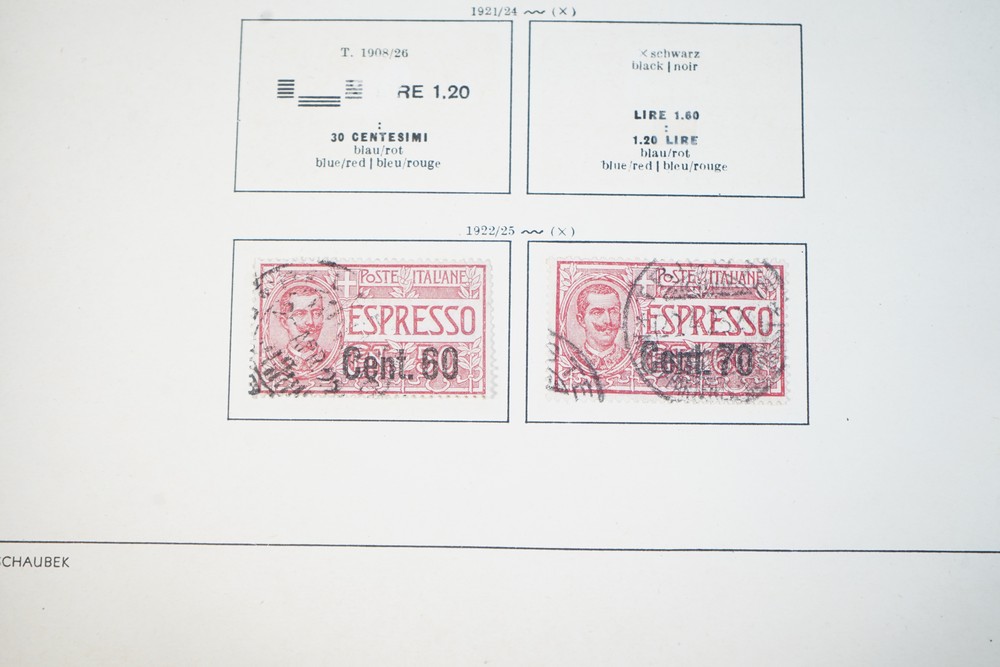 1921/24 (×)
T. 1908/26
RE 1.20
:
30 CENTESIMI
blau/rot
blue/red | bleu/rouge
× schwarz
black | noir
LIRE 1.60
:
1.20 LIRE
blau/rot
blue/red | bleu/rouge
1922/25 (×)
POSTE ITALIANE
ESPRESSO
Cent. 60
POSTE ITALIANE
ESPRESSO
Cent. 70
SCHAUBEK